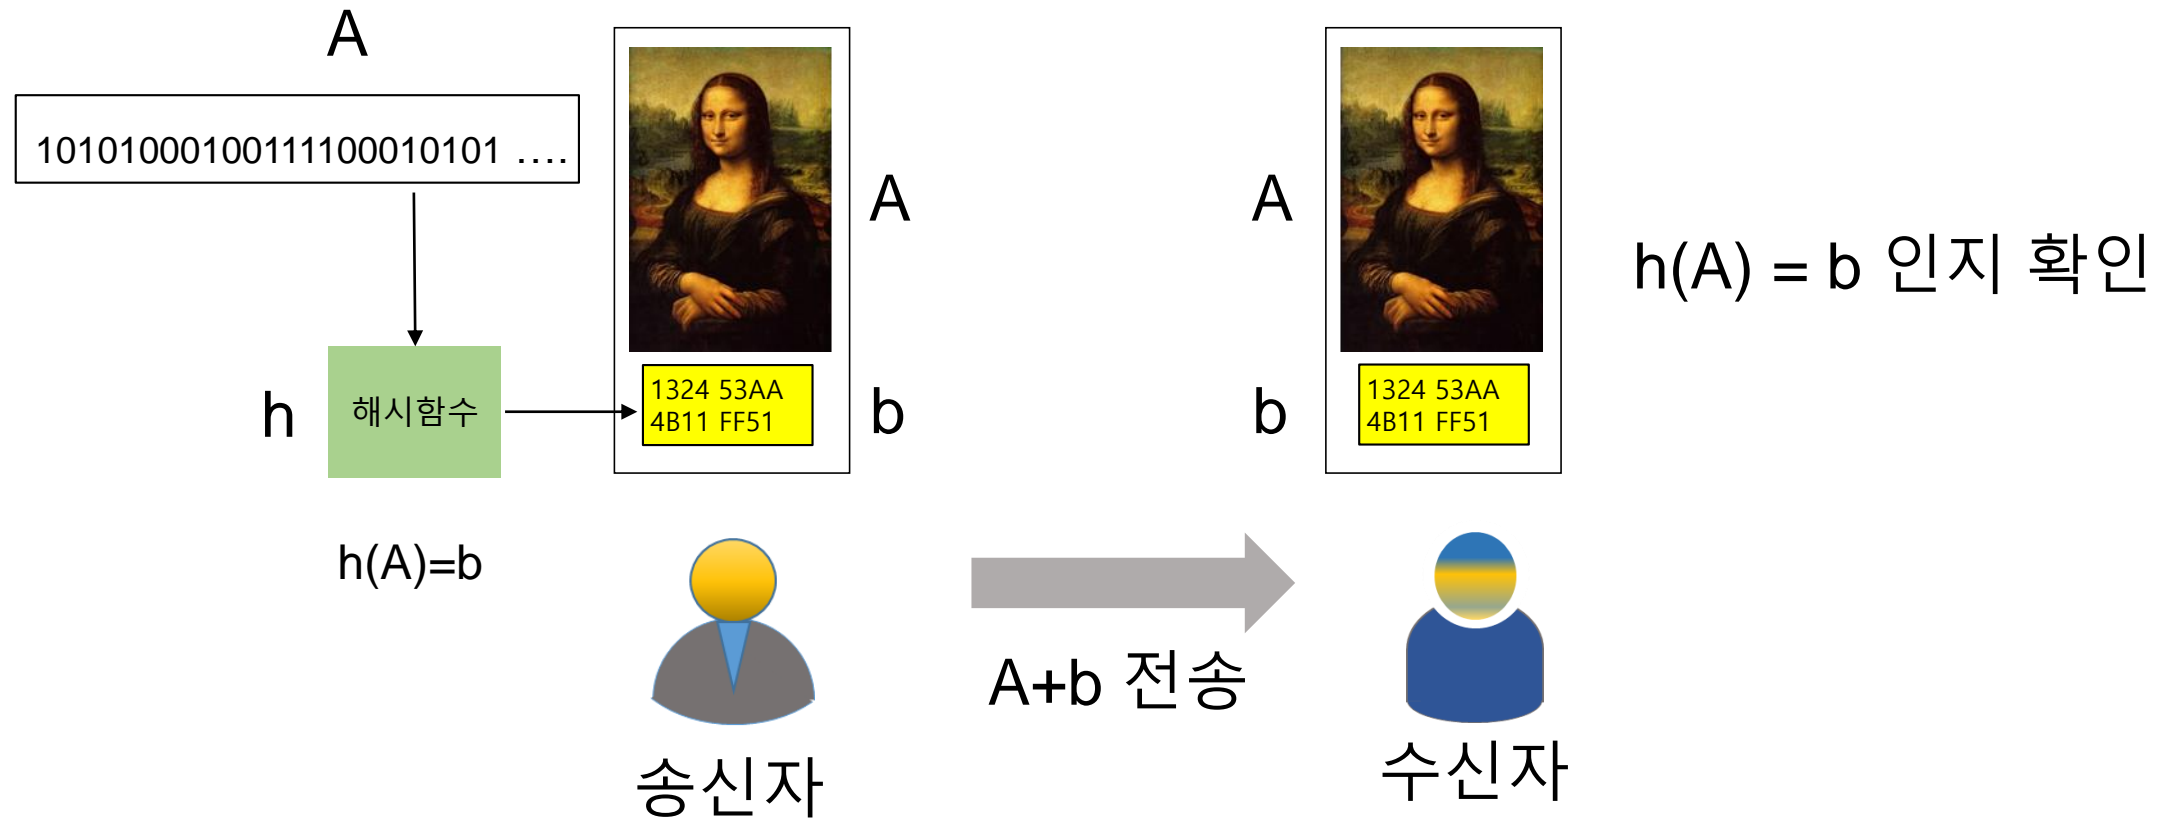 A
10101000100111100010101 ....
h
해시함수
h(A)=b
A
1324 53AA
4B11 FF51
b
송신자
A+b 전송
A
1324 53AA
4B11 FF51
b
수신자
h(A) = b 인지 확인